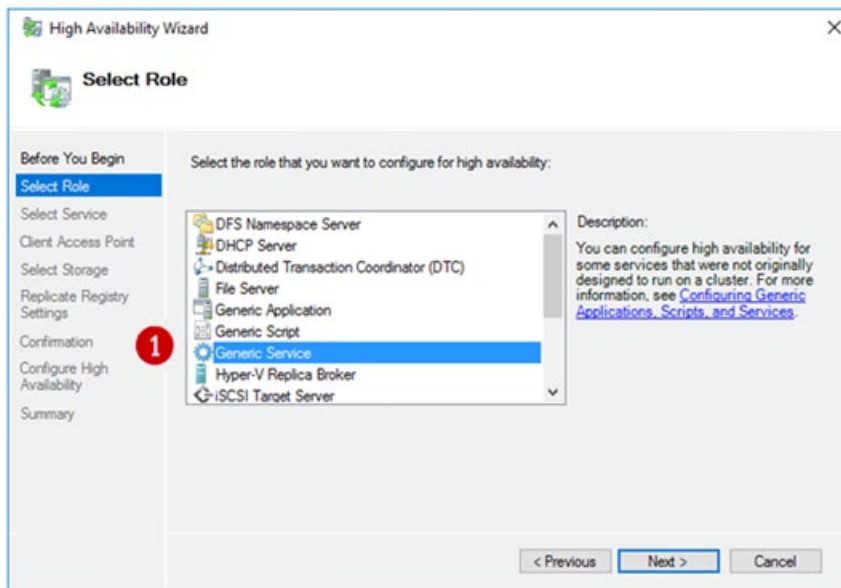 High Availability Wizard
Select Role
Before You Begin
Select Role
Select Service
Client Access Point
Select Storage
Replicate Registry
Settings
Confirmation
Configure High
Availability
Summary
1
Select the role that you want to configure for high availability:
DFS Namespace Server
DHCP Server
Distributed Transaction Coordinator (DTC)
File Server
Generic Application
Generic Script
Generic Service
Hyper-V Replica Broker
iSCSI Target Server
Description:
You can configure high availability for
some services that were not originally
designed to run on a cluster. For more
information, see Configuring Generic
Applications, Scripts, and Services.
< Previous
Next >
Cancel